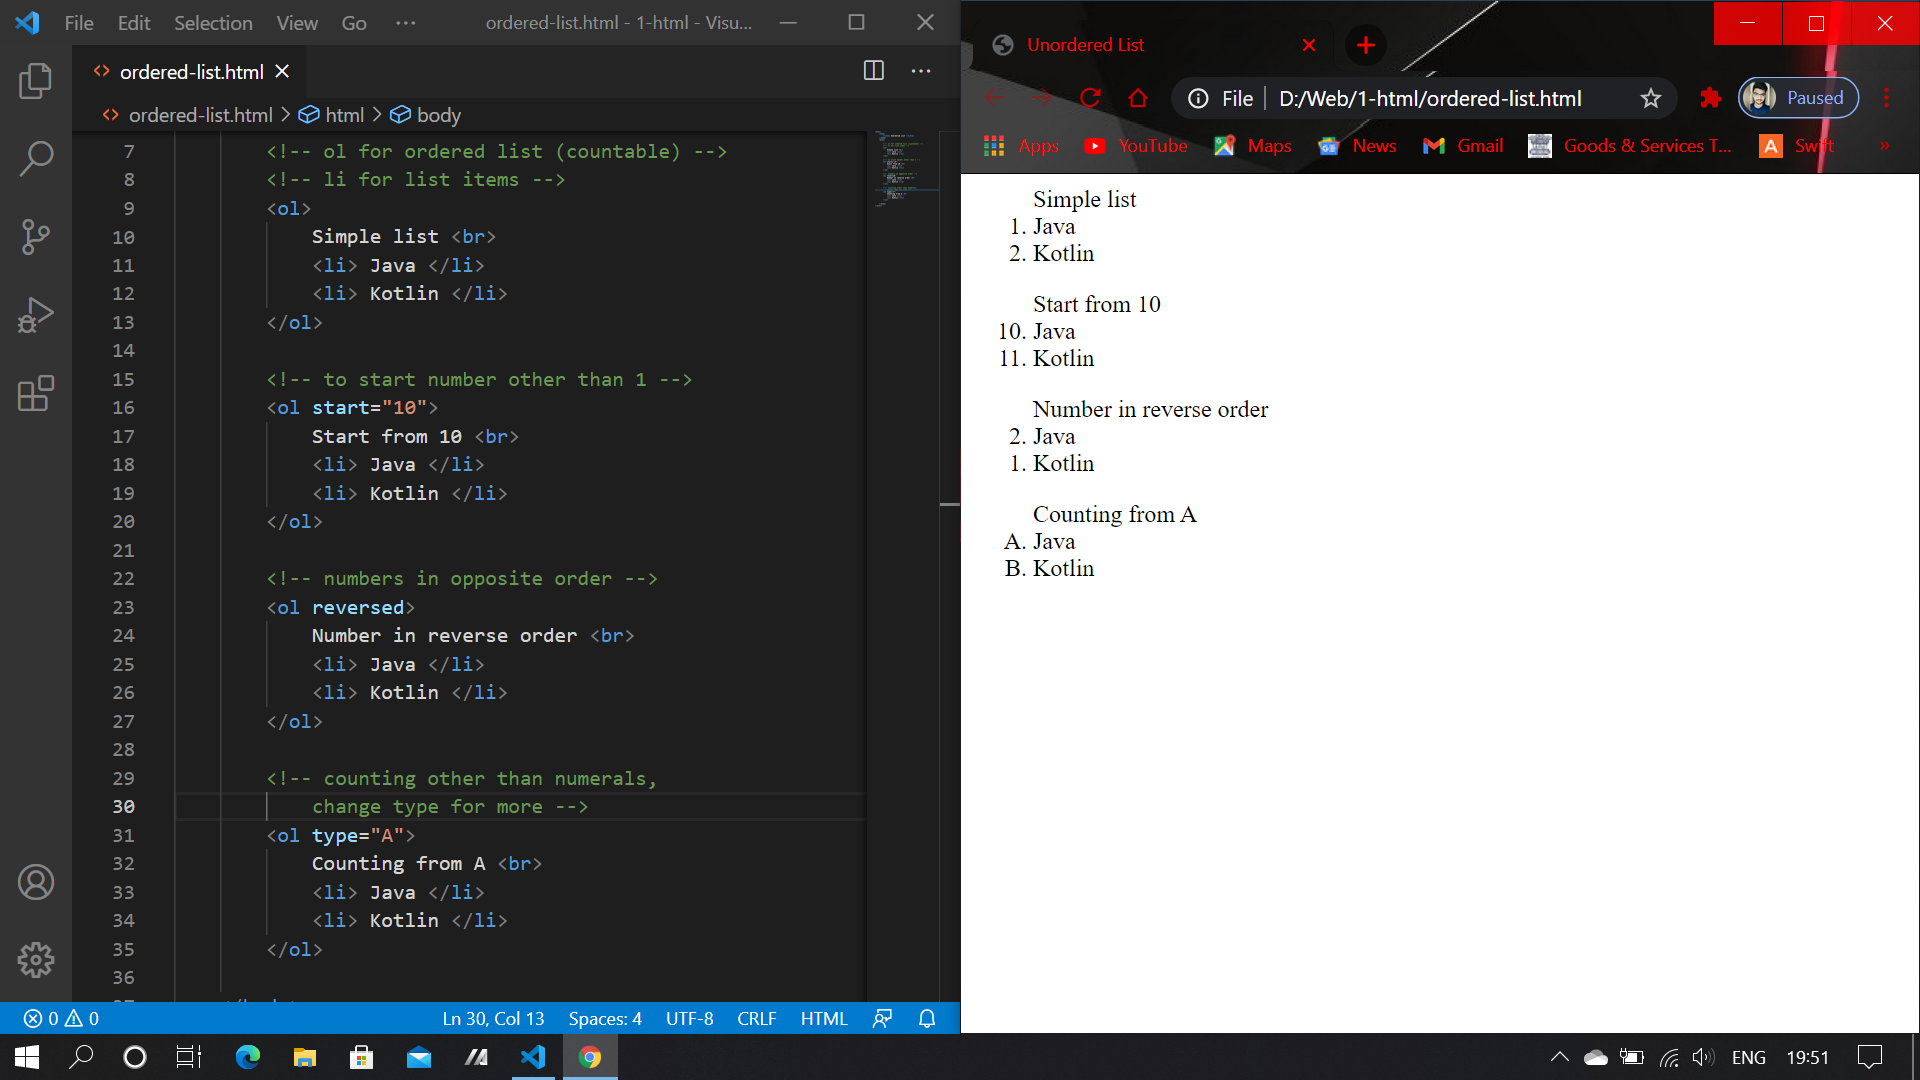 File Edit Selection View Go ··· ordered-list.html - 1-html - Visu...
ordered-list.html
ordered-list.html > html > body
7 <!-- ol for ordered list (countable) -->
8 <!-- li for list items -->
9 <ol>
10 Simple list <br>
11 <li> Java </li>
12 <li> Kotlin </li>
13 </ol>
14
15 <!-- to start number other than 1 -->
16 <ol start="10">
17 Start from 10 <br>
18 <li> Java </li>
19 <li> Kotlin </li>
20 </ol>
21
22 <!-- numbers in opposite order -->
23 <ol reversed>
24 Number in reverse order <br>
25 <li> Java </li>
26 <li> Kotlin </li>
27 </ol>
28
29 <!-- counting other than numerals,
30 change type for more -->
31 <ol type="A">
32 Counting from A <br>
33 <li> Java </li>
34 <li> Kotlin </li>
35 </ol>
36
0 0 Ln 30, Col 13 Spaces: 4 UTF-8 CRLF HTML
Unordered List
File D:/Web/1-html/ordered-list.html Paused
Apps YouTube Maps News Gmail Goods & Services T... A Swift »
Simple list
1. Java
2. Kotlin
Start from 10
10. Java
11. Kotlin
Number in reverse order
2. Java
1. Kotlin
Counting from A
A. Java
B. Kotlin
ENG 19:51